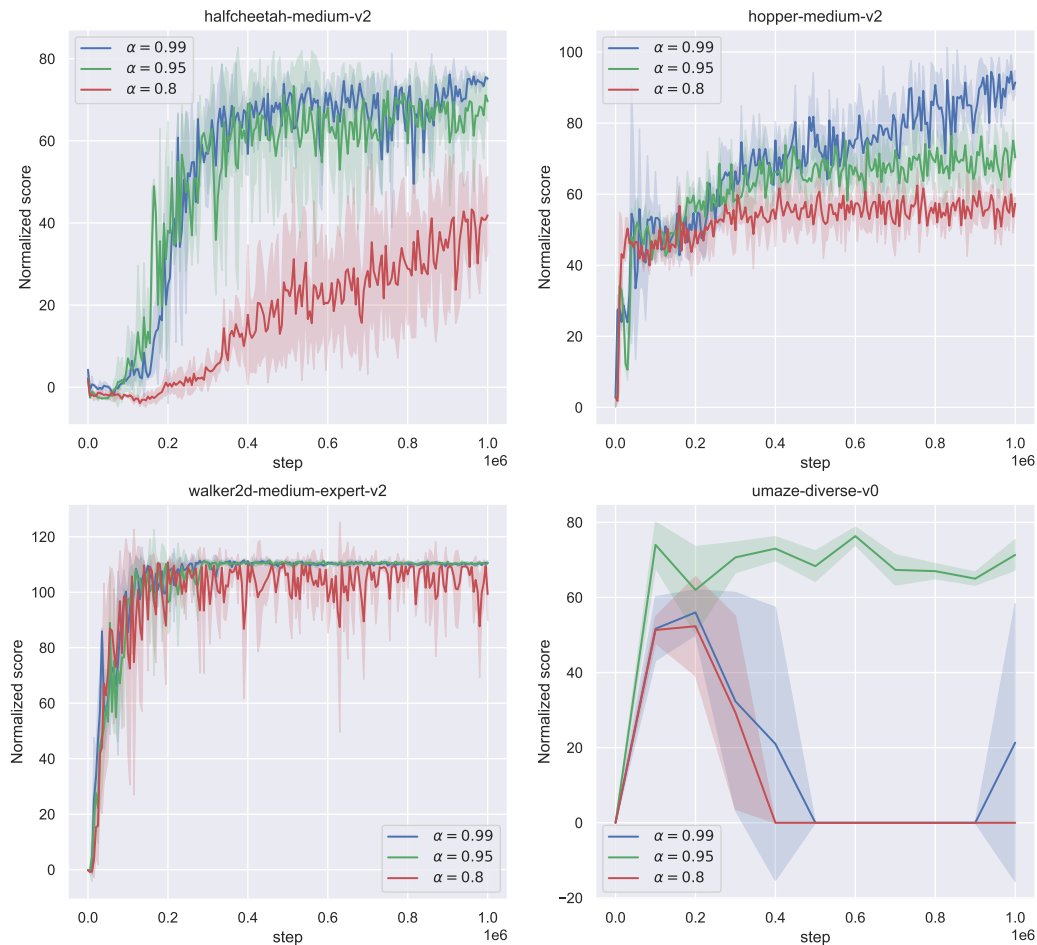 halfcheetah-medium-v2
α = 0.99
α = 0.95
α = 0.8
80
60
40
20
0
Normalized score
0.0 0.2 0.4 0.6 0.8 1.0
1e6
step
hopper-medium-v2
α = 0.99
α = 0.95
α = 0.8
100
80
60
40
20
0
Normalized score
0.0 0.2 0.4 0.6 0.8 1.0
1e6
step
walker2d-medium-expert-v2
120
100
80
60
40
20
0
Normalized score
α = 0.99
α = 0.95
α = 0.8
0.0 0.2 0.4 0.6 0.8 1.0
1e6
step
umaze-diverse-v0
80
60
40
20
0
−20
Normalized score
α = 0.99
α = 0.95
α = 0.8
0.0 0.2 0.4 0.6 0.8 1.0
1e6
step